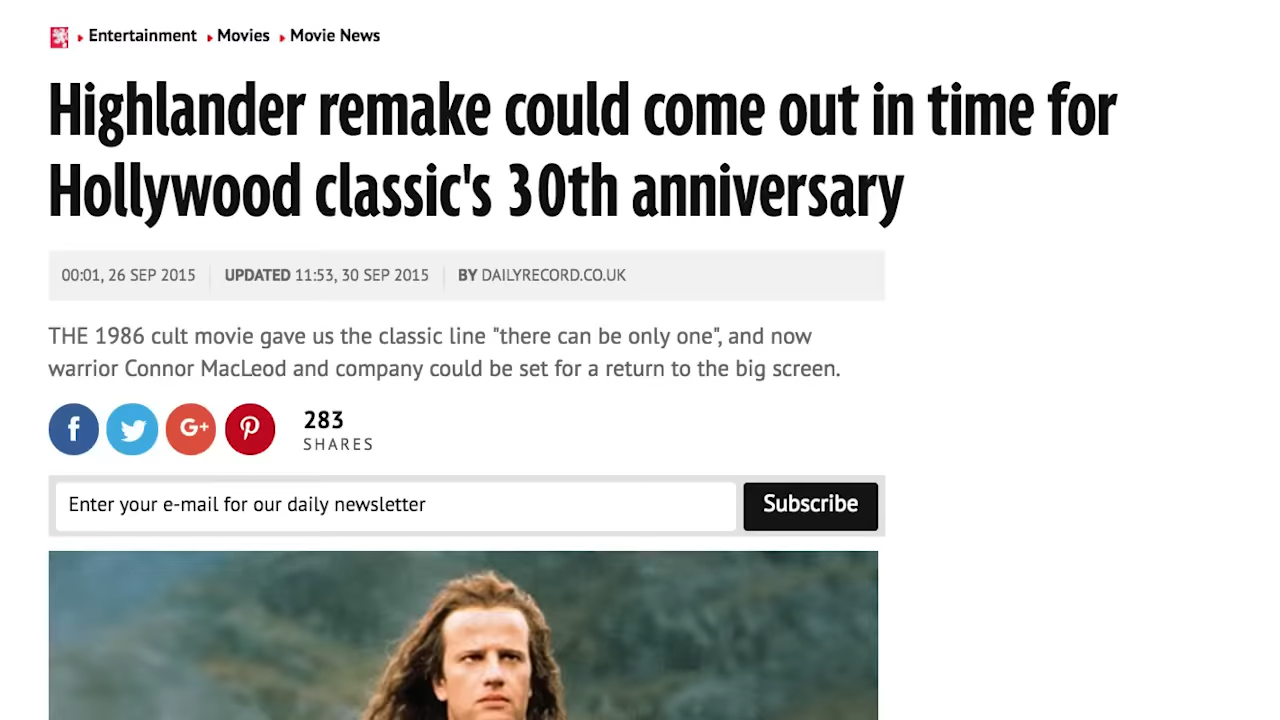 Entertainment Movies Movie News
Highlander remake could come out in time for
Hollywood classic's 30th anniversary
00:01, 26 SEP 2015 UPDATED 11:53, 30 SEP 2015 BY DAILYRECORD.CO.UK
THE 1986 cult movie gave us the classic line "there can be only one", and now
warrior Connor MacLeod and company could be set for a return to the big screen.
f G+ 283
SHARES
Enter your e-mail for our daily newsletter Subscribe